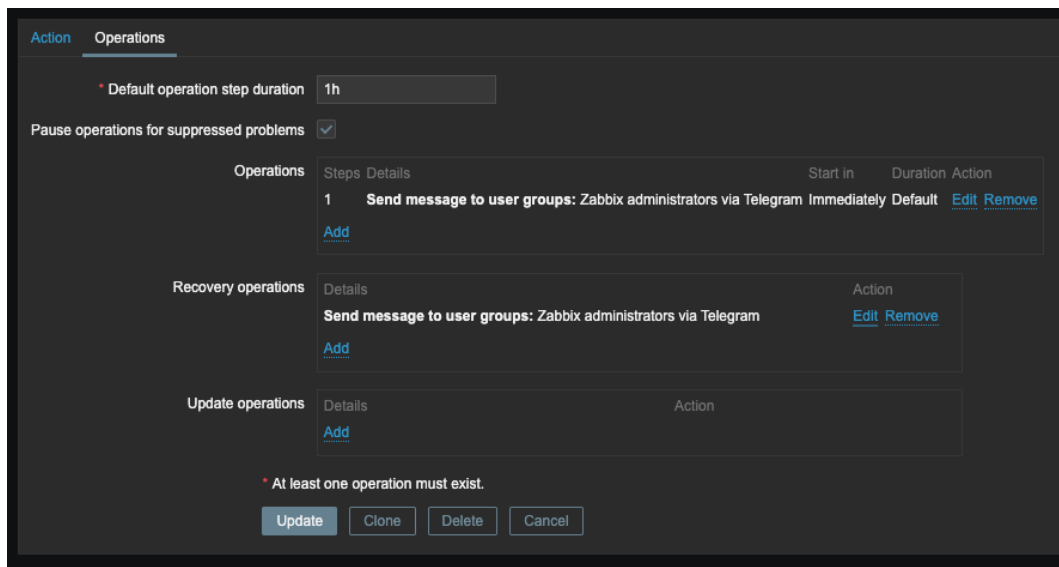 Action Operations
* Default operation step duration 1h
Pause operations for suppressed problems
Operations Steps Details Start in Duration Action
1 Send message to user groups: Zabbix administrators via Telegram Immediately Default Edit Remove
Add
Recovery operations Details Action
Send message to user groups: Zabbix administrators via Telegram Edit Remove
Add
Update operations Details Action
Add
* At least one operation must exist.
Update Clone Delete Cancel